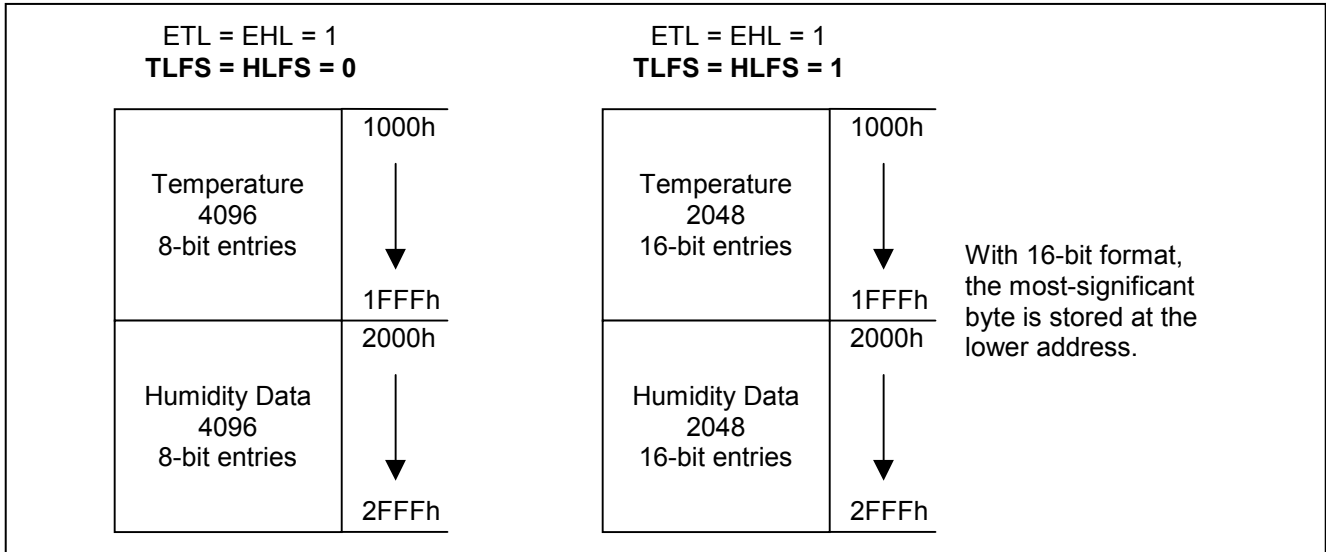 ETL = EHL = 1
TLFS = HLFS = 0
1000h
Temperature
4096
8-bit entries
1FFFh
2000h
Humidity Data
4096
8-bit entries
2FFFh
ETL = EHL = 1
TLFS = HLFS = 1
1000h
Temperature
2048
16-bit entries
1FFFh
2000h
Humidity Data
2048
16-bit entries
2FFFh
With 16-bit format,
the most-significant
byte is stored at the
lower address.